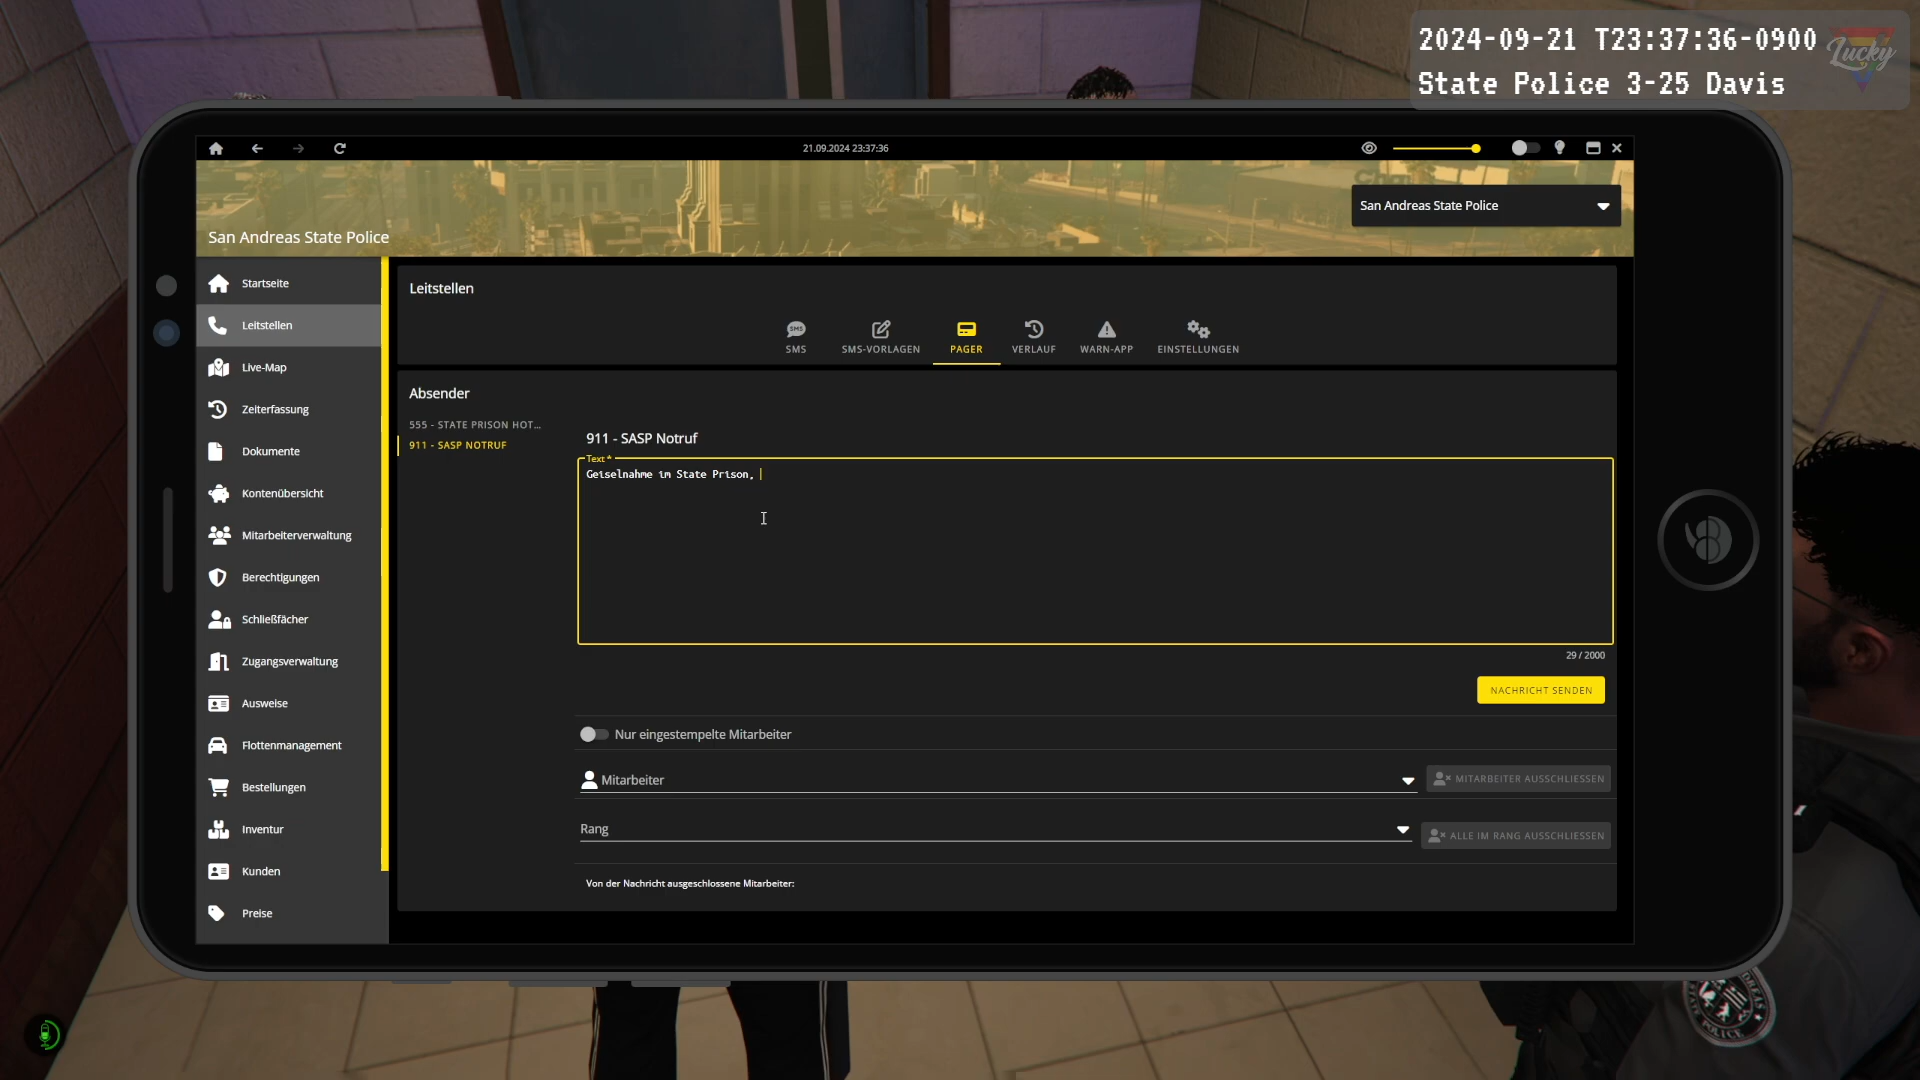 2024-09-21 T23:37:36-0900
State Police 3-25 Davis
Lucky
21.09.2024 23:37:36
San Andreas State Police
San Andreas State Police
Startseite
Leitstellen
Live-Map
Zeiterfassung
Dokumente
Kontenübersicht
Mitarbeiterverwaltung
Berechtigungen
Schließfächer
Zugangsverwaltung
Ausweise
Flottenmanagement
Bestellungen
Inventur
Kunden
Preise
Leitstellen
SMS
SMS
SMS-VORLAGEN
PAGER
VERLAUF
WARN-APP
EINSTELLUNGEN
Absender
555 - STATE PRISON HOT...
911 - SASP NOTRUF
911 - SASP Notruf
Text *
Geiselnahme im State Prison,
29 / 2000
NACHRICHT SENDEN
Nur eingestempelte Mitarbeiter
Mitarbeiter
MITARBEITER AUSSCHLIESSEN
Rang
ALLE IM RANG AUSSCHLIESSEN
Von der Nachricht ausgeschlossene Mitarbeiter:
POLICE